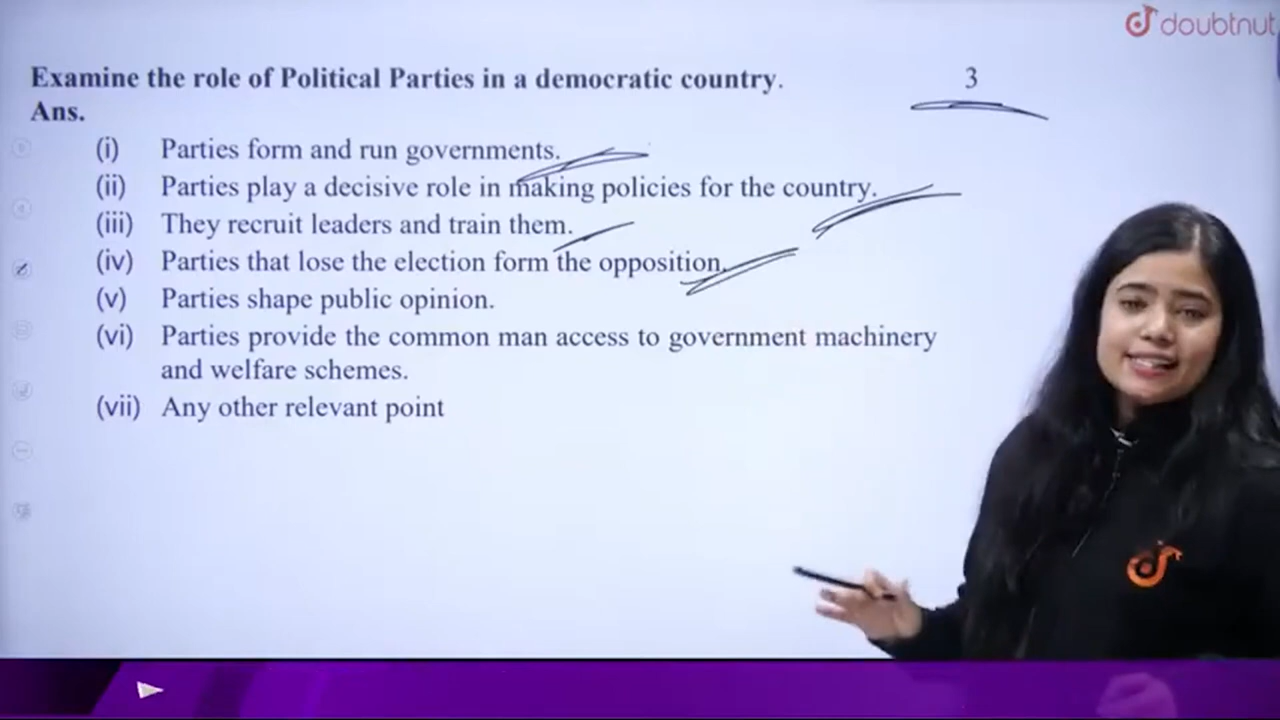 doubtnut
Examine the role of Political Parties in a democratic country. 3
Ans.
(i) Parties form and run governments.
(ii) Parties play a decisive role in making policies for the country.
(iii) They recruit leaders and train them.
(iv) Parties that lose the election form the opposition.
(v) Parties shape public opinion.
(vi) Parties provide the common man access to government machinery
and welfare schemes.
(vii) Any other relevant point